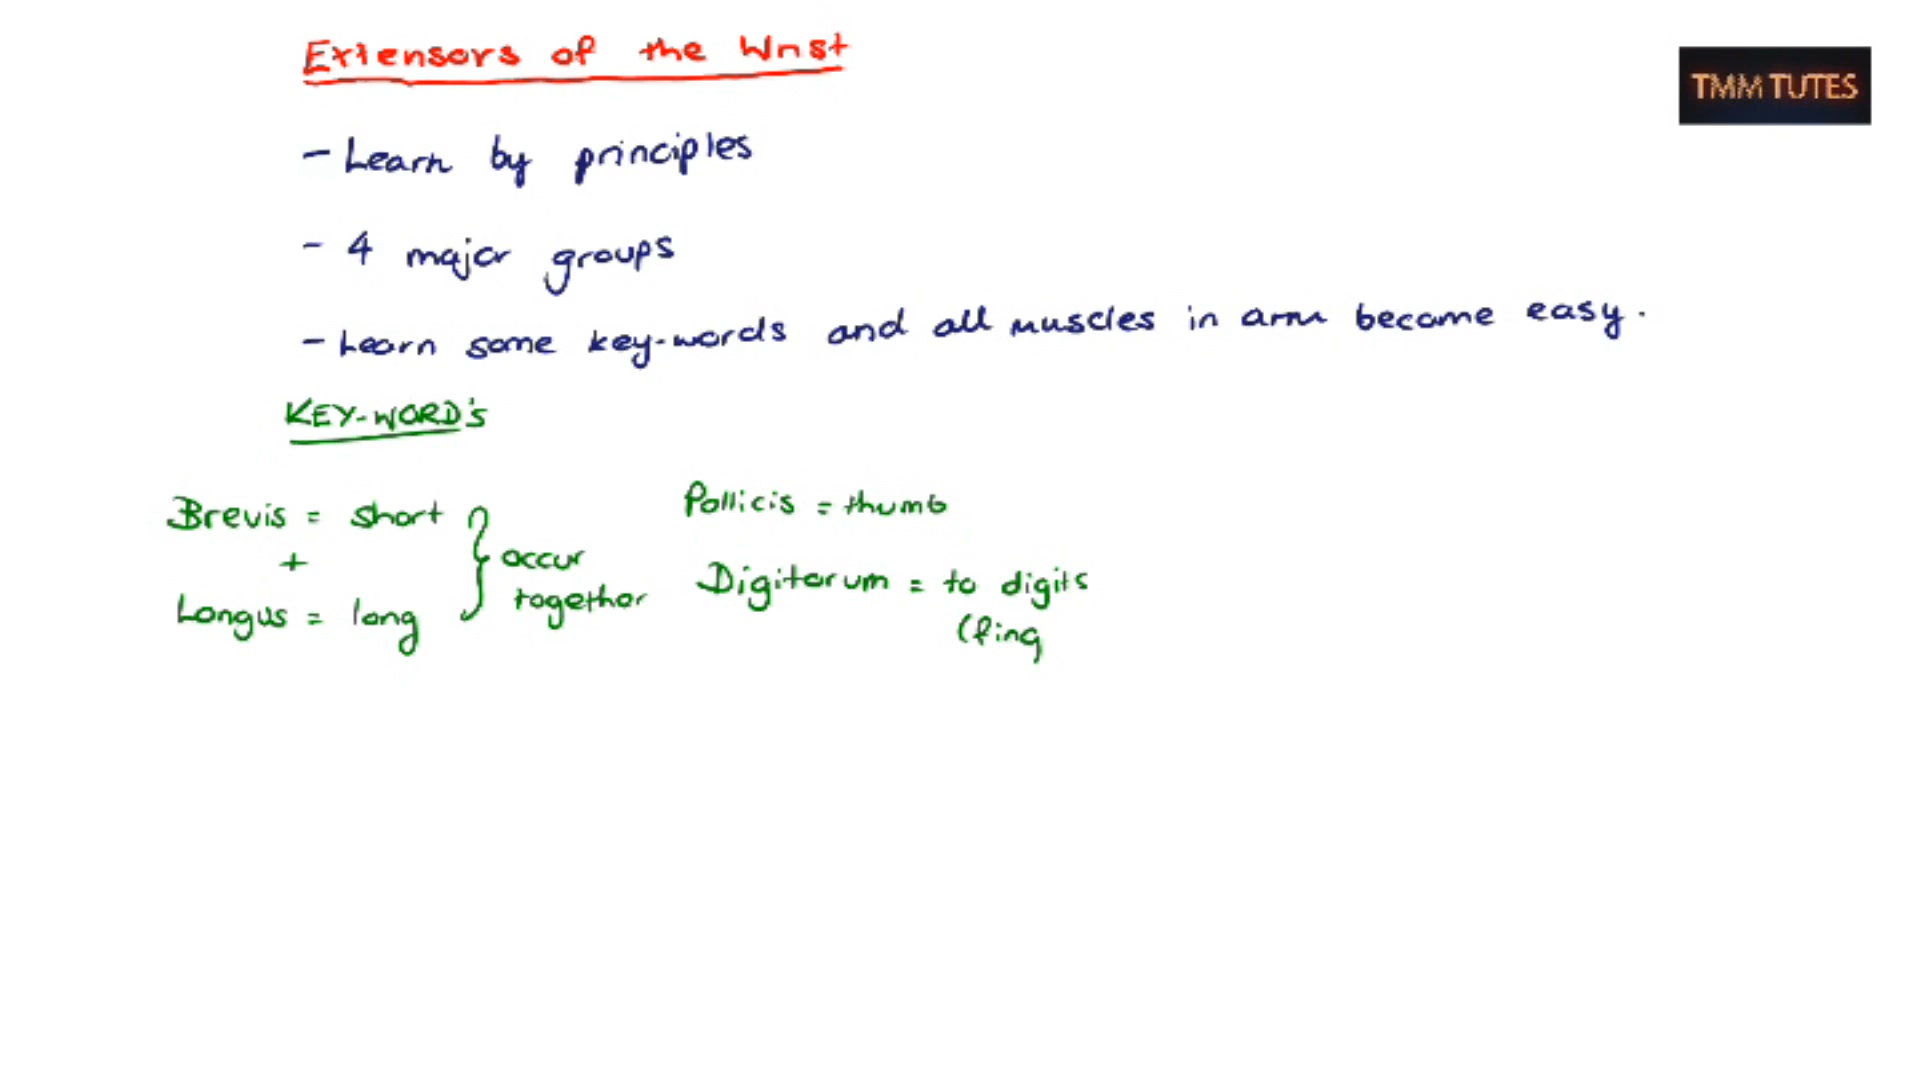 Extensors of the Wrist
TMM TUTES
- Learn by principles
- 4 major groups
- Learn some key-words and all muscles in arm become easy.
KEY-WORD's
Brevis = short
+
Longus = long
occur
together
Pollicis = thumb
Digitorum = to digits
(fing